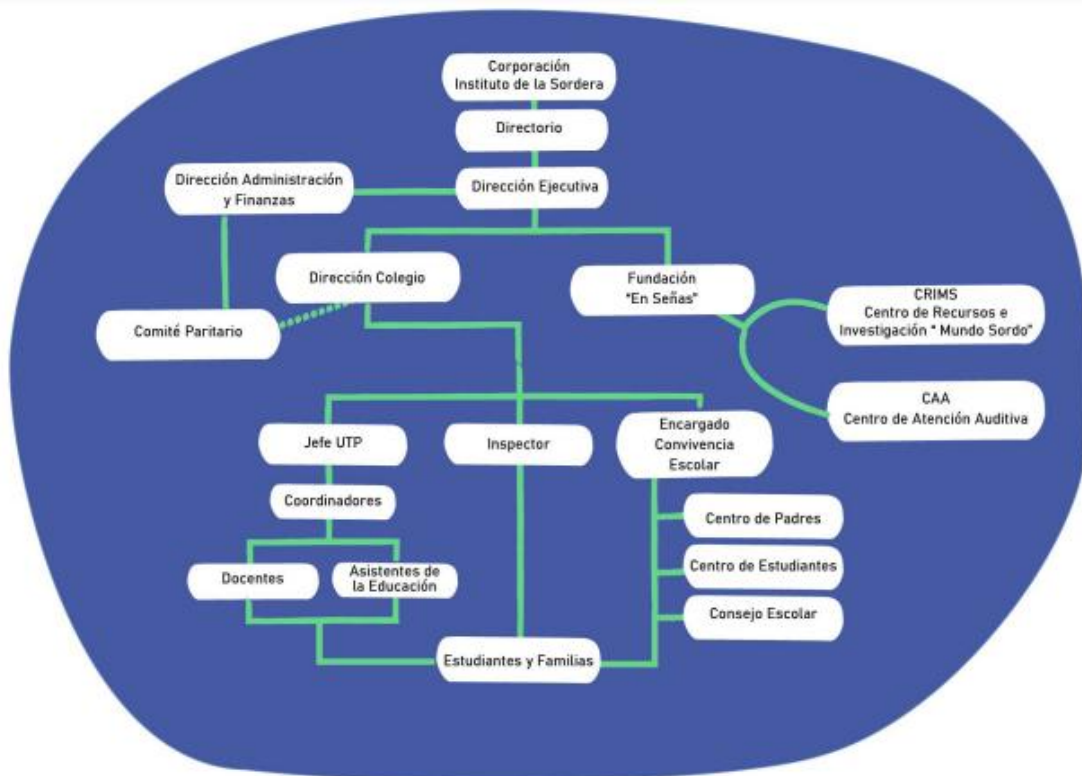 Corporación
Instituto de la Sordera
Directorio
Dirección Administración
y Finanzas
Dirección Ejecutiva
Dirección Colegio
Fundación
"En Señas"
CRIMS
Centro de Recursos e
Investigación " Mundo Sordo"
Comité Paritario
CAA
Centro de Atención Auditiva
Jefe UTP
Inspector
Encargado
Convivencia
Escolar
Coordinadores
Centro de Padres
Docentes
Asistentes de
la Educación
Centro de Estudiantes
Consejo Escolar
Estudiantes y Familias